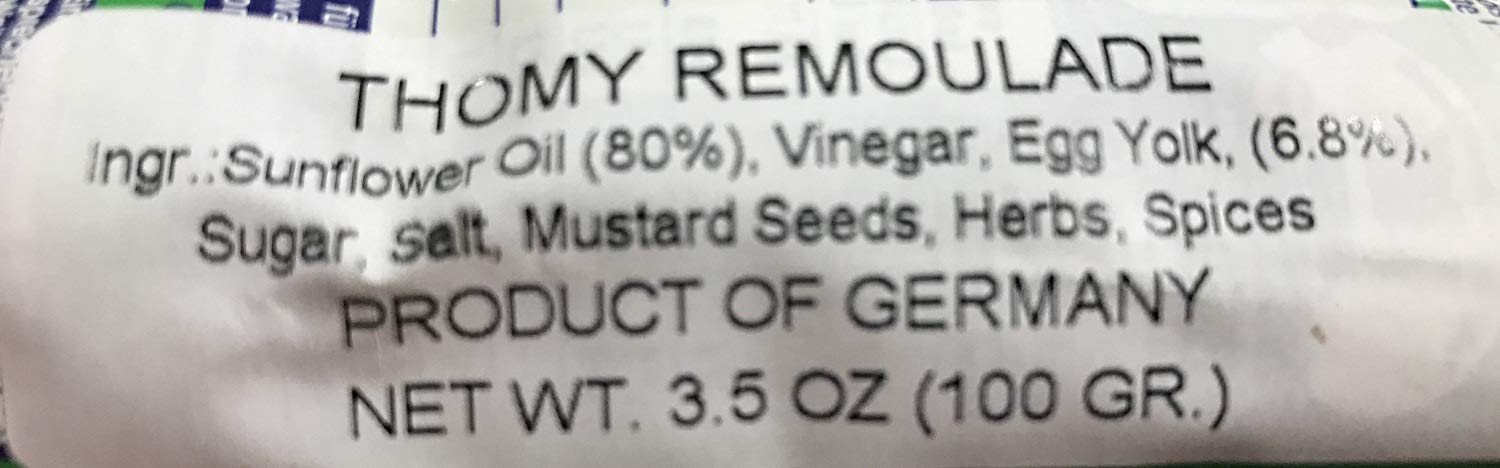 THOMY REMOULADE
Ingr.:Sunflower Oil (80%), Vinegar, Egg Yolk, (6.8%),
Sugar, salt, Mustard Seeds, Herbs, Spices
PRODUCT OF GERMANY
NET WT. 3.5 OZ (100 GR.)